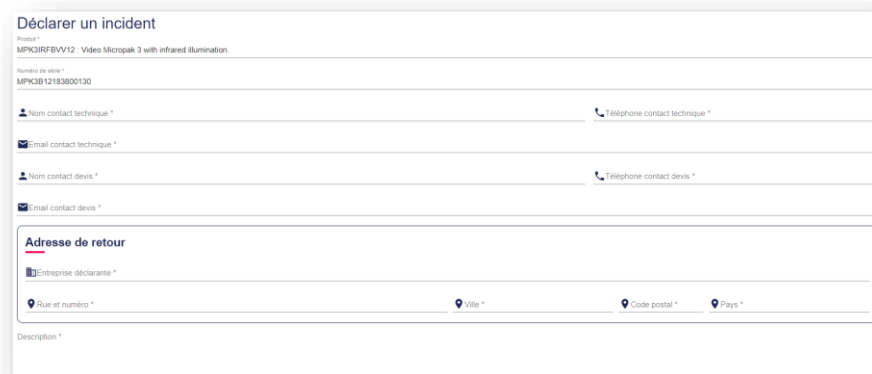 Déclarer un incident
Produit *
MPK3IRFBVV12 : Video Micropak 3 with infrared illumination.
Numéro de série *
MPK3B12183800130
Nom contact technique * Téléphone contact technique *
Email contact technique *
Nom contact devis * Téléphone contact devis *
Email contact devis *
Adresse de retour
Entreprise déclarante *
Rue et numéro * Ville * Code postal * Pays *
Description *